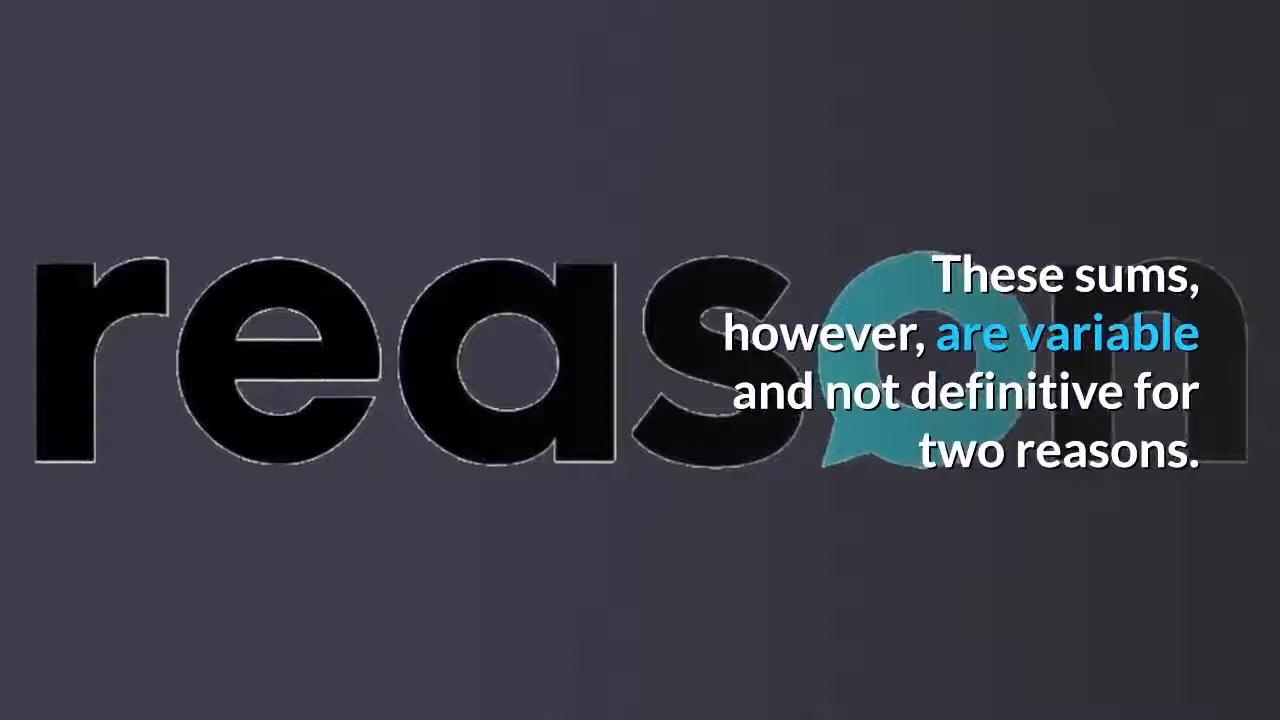 reason
These sums,
however, are variable
and not definitive for
two reasons.